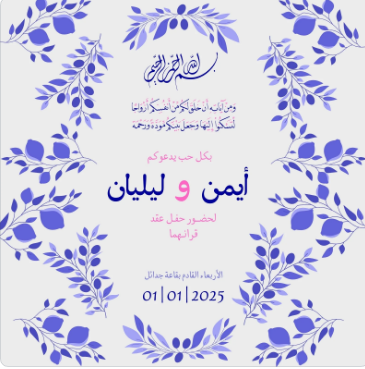 بسم الله الرحمن الرحيم
ومن آياته أن خلق لكم من أنفسكم أزواجا
لتسكنوا إليها وجعل بينكم مودة ورحمة
بكل حب يدعوكم
أيمن و ليليان
لحضور حفل عقد
قرانهما
الأربعاء القادم بقاعة جدائل
01|01|2025